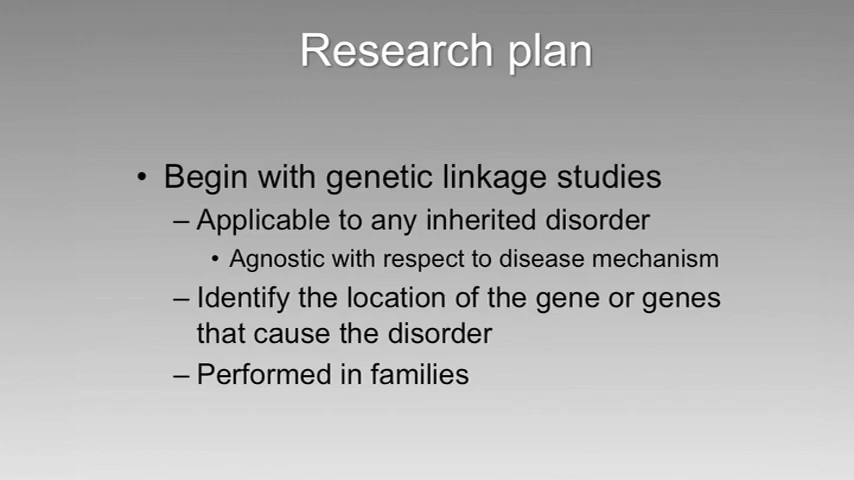 Research plan
• Begin with genetic linkage studies
– Applicable to any inherited disorder
• Agnostic with respect to disease mechanism
– Identify the location of the gene or genes
that cause the disorder
– Performed in families